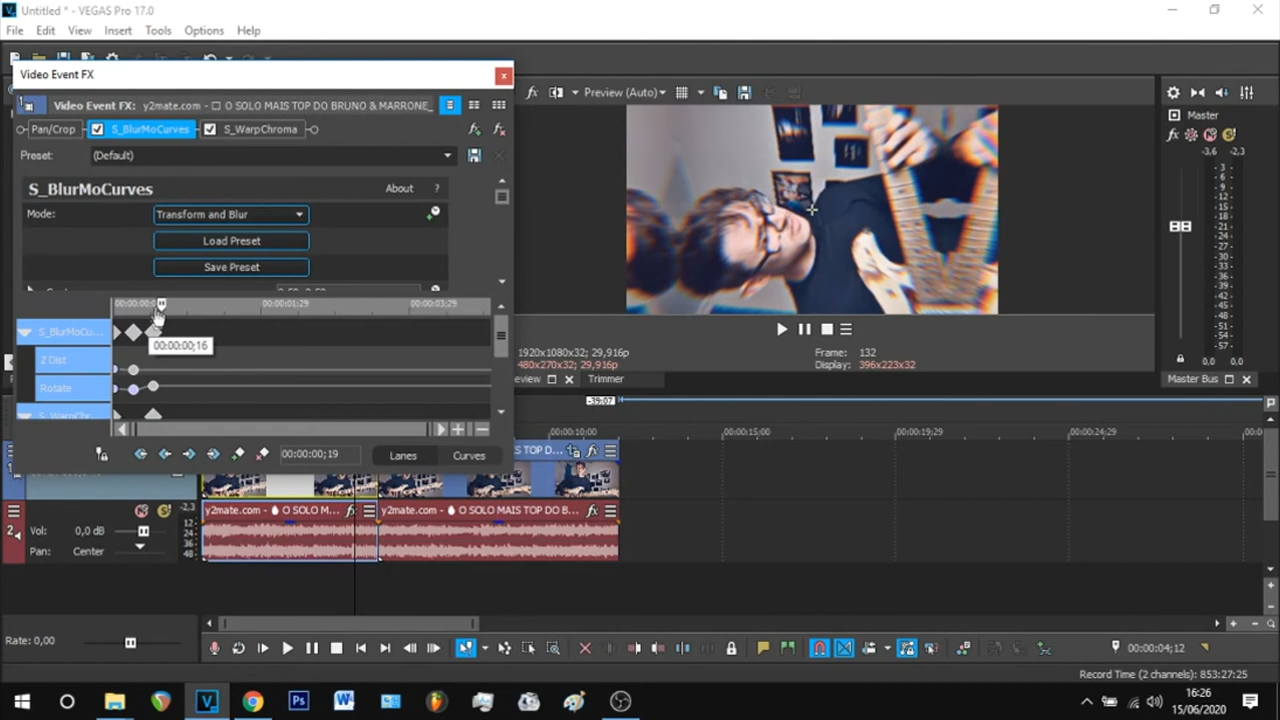 Untitled * - VEGAS Pro 17.0
File Edit View Insert Tools Options Help
Video Event FX
Video Event FX: y2mate.com - □ O SOLO MAIS TOP DO BRUNO & MARRONE_
Pan/Crop S_BlurMoCurves S_WarpChroma
Preset: (Default)
S_BlurMoCurves About ?
Mode: Transform and Blur
Load Preset
Save Preset
00:00:01:29 00:00:03:29
S_BlurMoCu...
00:00:00;16
Z Dist
Rotate
00:00:00;19 Lanes Curves
Preview (Auto)
1920x1080x32; 29,916p
480x270x32; 29,916p
Frame: 132
Display: 396x223x32
Trimmer
Master
-3,6 -2,3
3
6
9
12
15
18
21
24
27
30
33
36
39
42
45
48
51
54
57
0,0 0,0
Master Bus
-39:07
00:00:10:00 00:00:15:00 00:00:19:29 00:00:24:29
y2mate.com - O SOLO M... y2mate.com - O SOLO MAIS TOP DO B...
2 Vol: 0,0 dB
Pan: Center
-2,3
12
24
36
48
Rate: 0,00
00:00:04;12
Record Time (2 channels): 853:27:25
16:26
15/06/2020